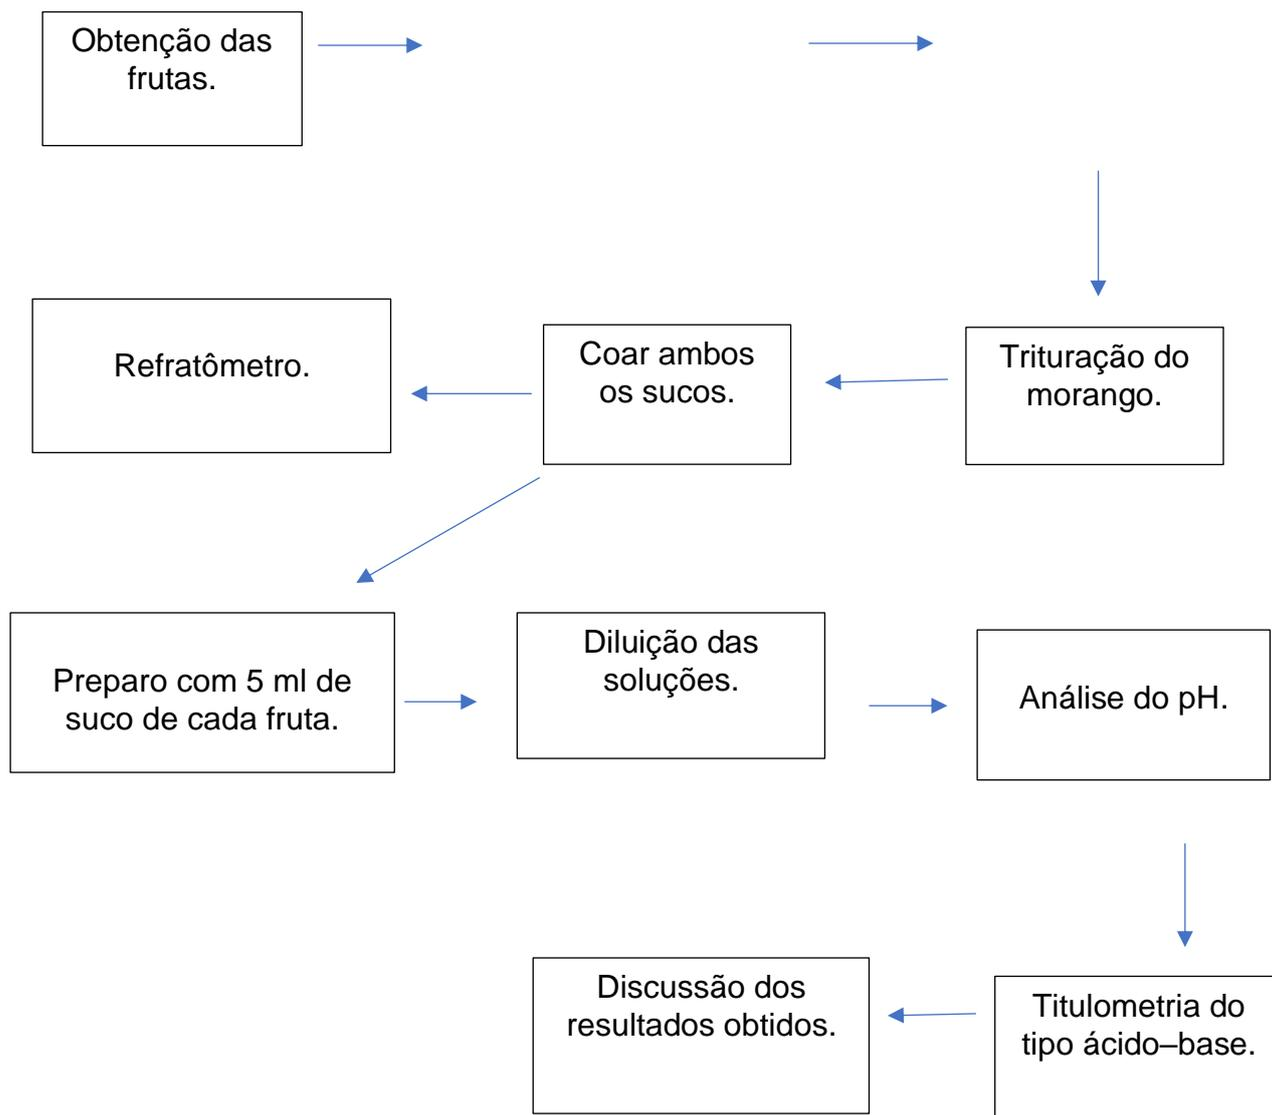 Obtenção das
frutas.
Trituração do
morango.
Coar ambos
os sucos.
Refratômetro.
Preparo com 5 ml de
suco de cada fruta.
Diluição das
soluções.
Análise do pH.
Titulometria do
tipo ácido–base.
Discussão dos
resultados obtidos.